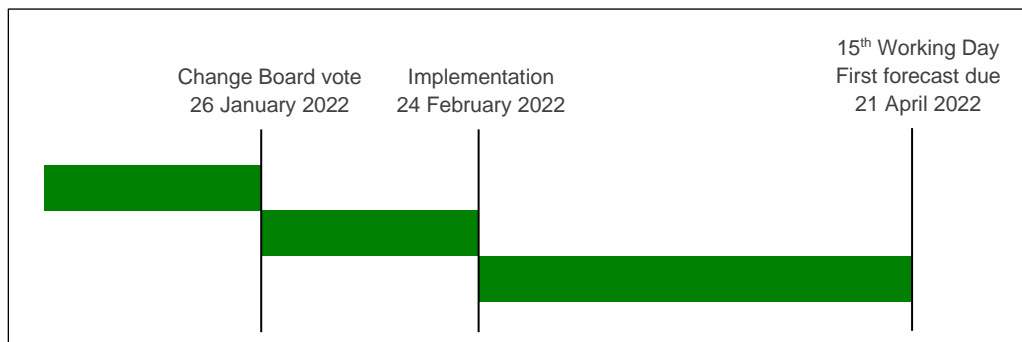 Change Board vote
26 January 2022
Implementation
24 February 2022
15th Working Day
First forecast due
21 April 2022